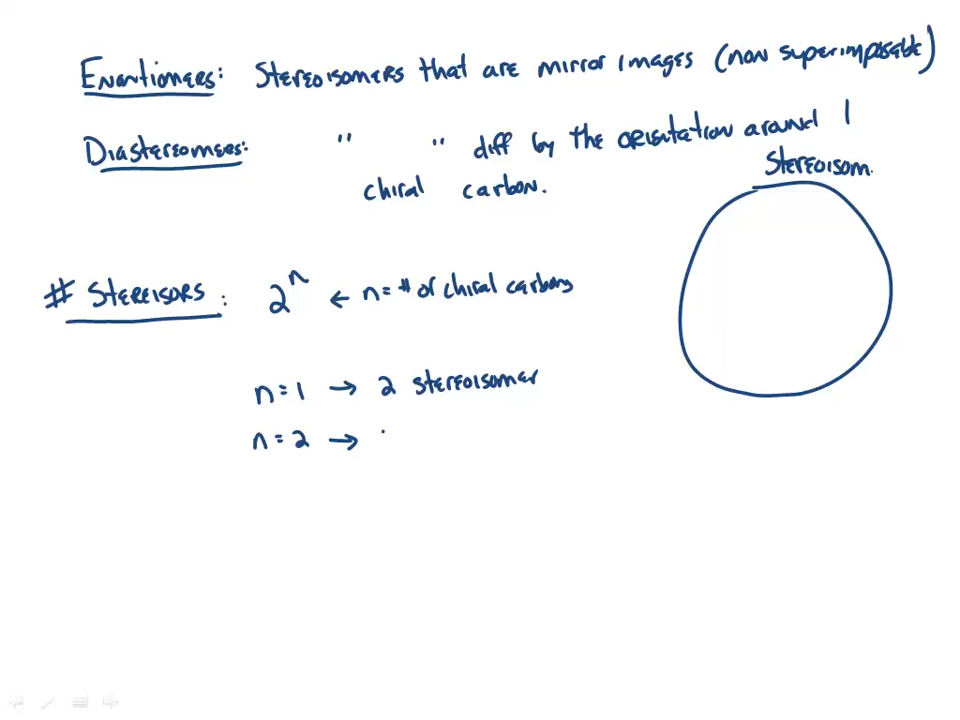 Enantiomers: Stereoisomers that are mirror images (non superimposable)
Diastereomers: " " diff by the orientation around 1
chiral carbon.
Stereoisom.
# Stereisors : 2^n ← n = # of chiral carbons
n = 1 → 2 stereoisomer
n = 2 →